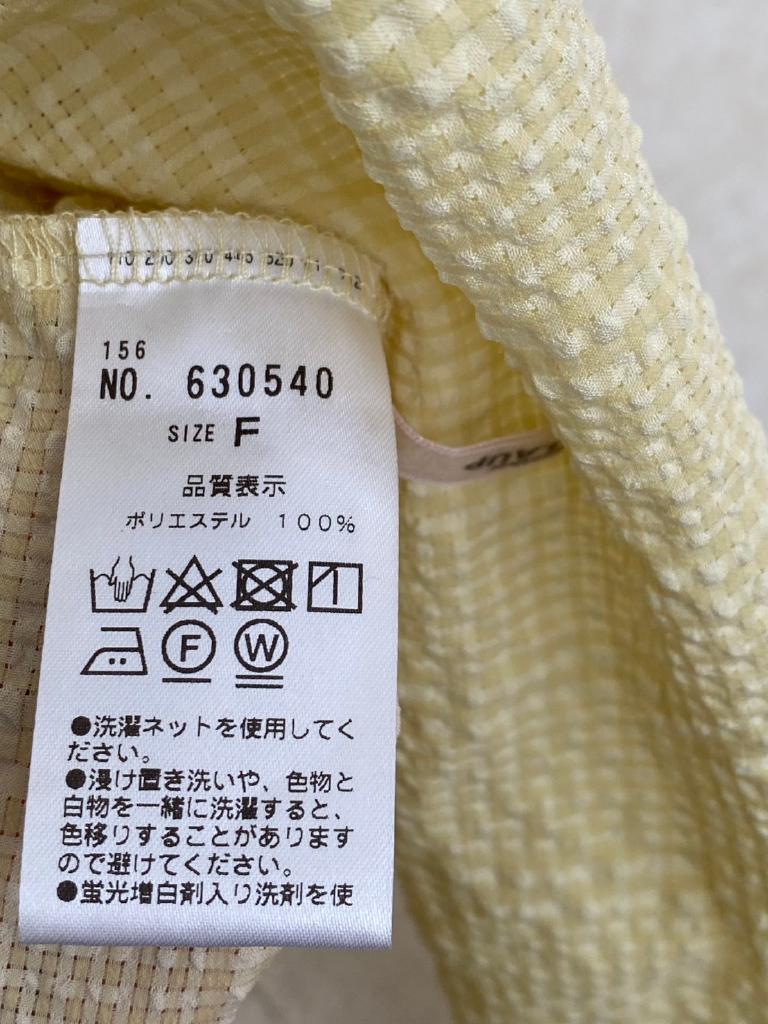 156
NO. 630540
SIZE F
品質表示
ポリエステル 100%
F
W
●洗濯ネットを使用してく
ださい。
●浸け置き洗いや、色物と
白物を一緒に洗濯すると、
色移りすることがあります
ので避けてください。
●蛍光増白剤入り洗剤を使